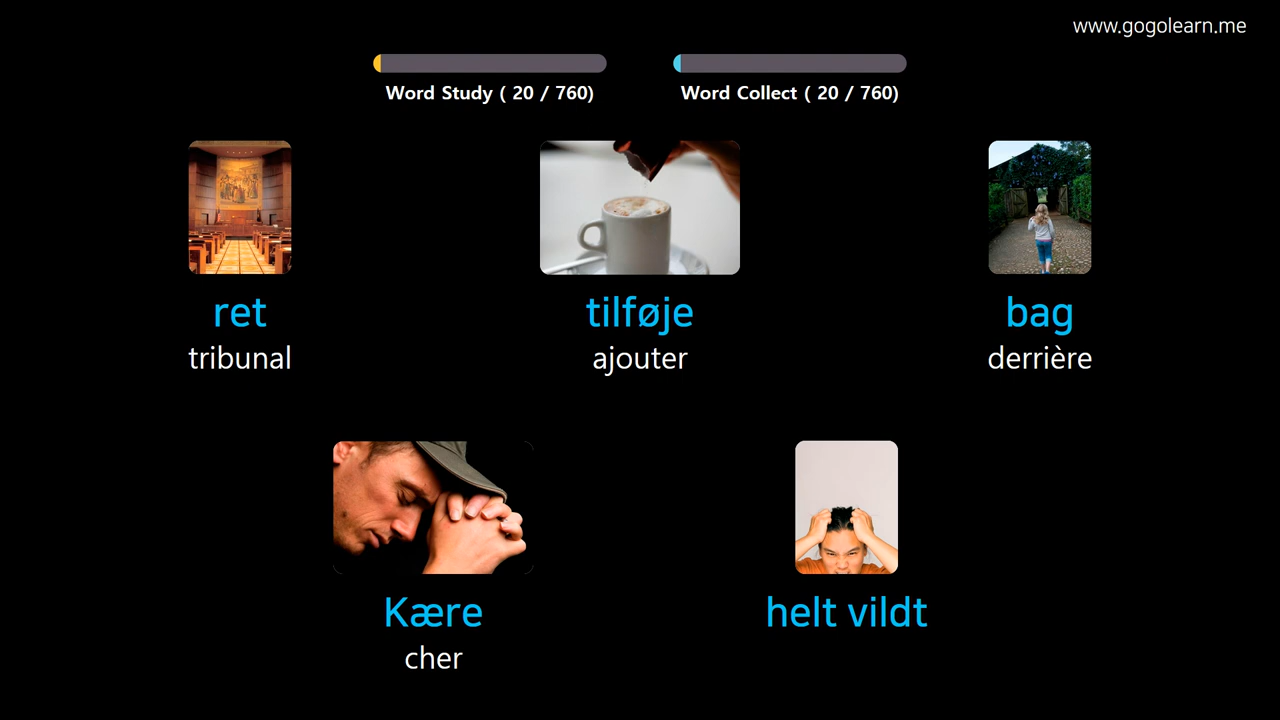 www.gogolearn.me
Word Study ( 20 / 760)
Word Collect ( 20 / 760)
ret
tribunal
tilføje
ajouter
bag
derrière
Kære
cher
helt vildt